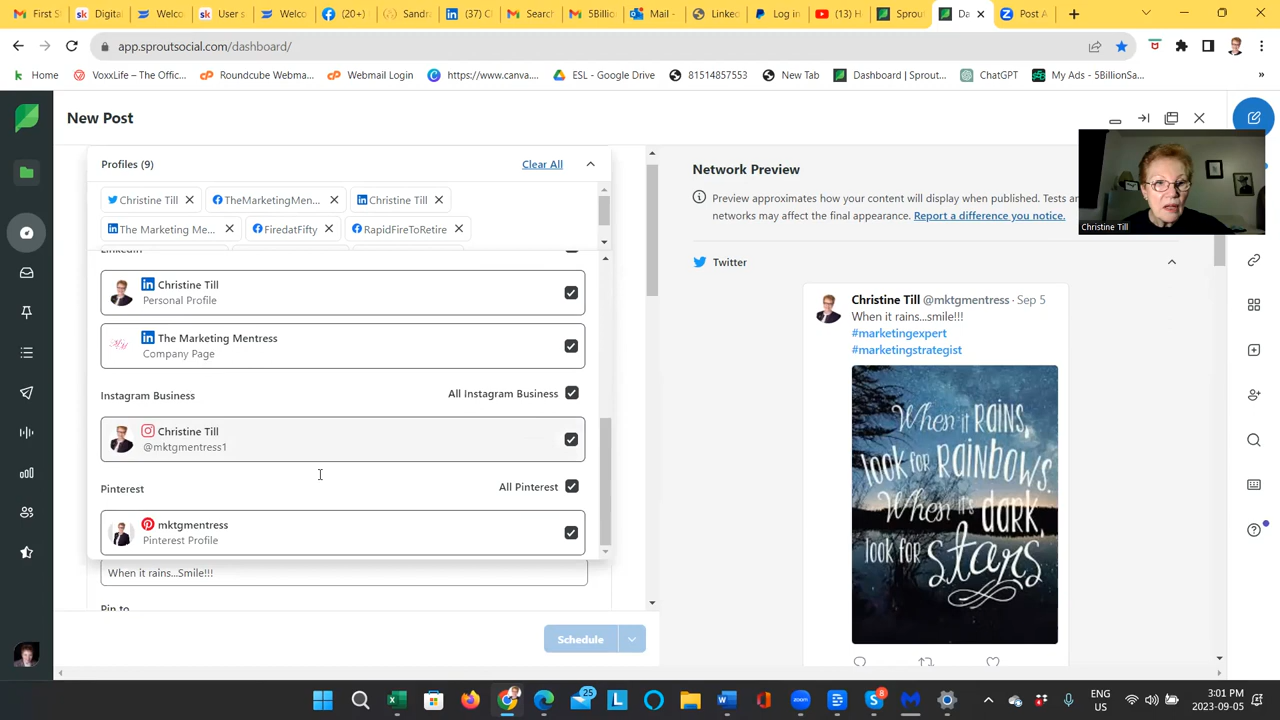 First S
Digital
Welco
User s
Welco
(20+)
Sandra
(37) C
Search
5Billion
Mail -
Linked
Log in
(13) H
Sprou
Da
Post A
app.sproutsocial.com/dashboard/
Home
VoxxLife – The Offic...
Roundcube Webma...
Webmail Login
https://www.canva....
ESL - Google Drive
81514857553
New Tab
Dashboard | Sprout...
ChatGPT
My Ads - 5BillionSa...
New Post
Profiles (9)
Clear All
Christine Till
TheMarketingMen...
Christine Till
The Marketing Me...
FiredatFifty
RapidFireToRetire
LinkedIn
Christine Till
Personal Profile
The Marketing Mentress
Company Page
Instagram Business
All Instagram Business
Christine Till
@mktgmentress1
Pinterest
All Pinterest
mktgmentress
Pinterest Profile
When it rains...Smile!!!
Pin to
Schedule
Network Preview
Preview approximates how your content will display when published. Tests
networks may affect the final appearance. Report a difference you notice.
Christine Till
Twitter
Christine Till @mktgmentress · Sep 5
When it rains...smile!!!
#marketingexpert
#marketingstrategist
When it RAINS,
look for RAINBOWS.
When it's dark,
look for stars
25
8
ENG
US
3:01 PM
2023-09-05